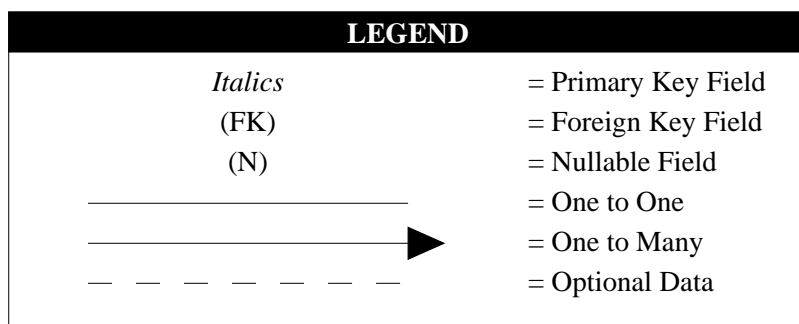 LEGEND
Italics = Primary Key Field
(FK) = Foreign Key Field
(N) = Nullable Field
= One to One
= One to Many
= Optional Data